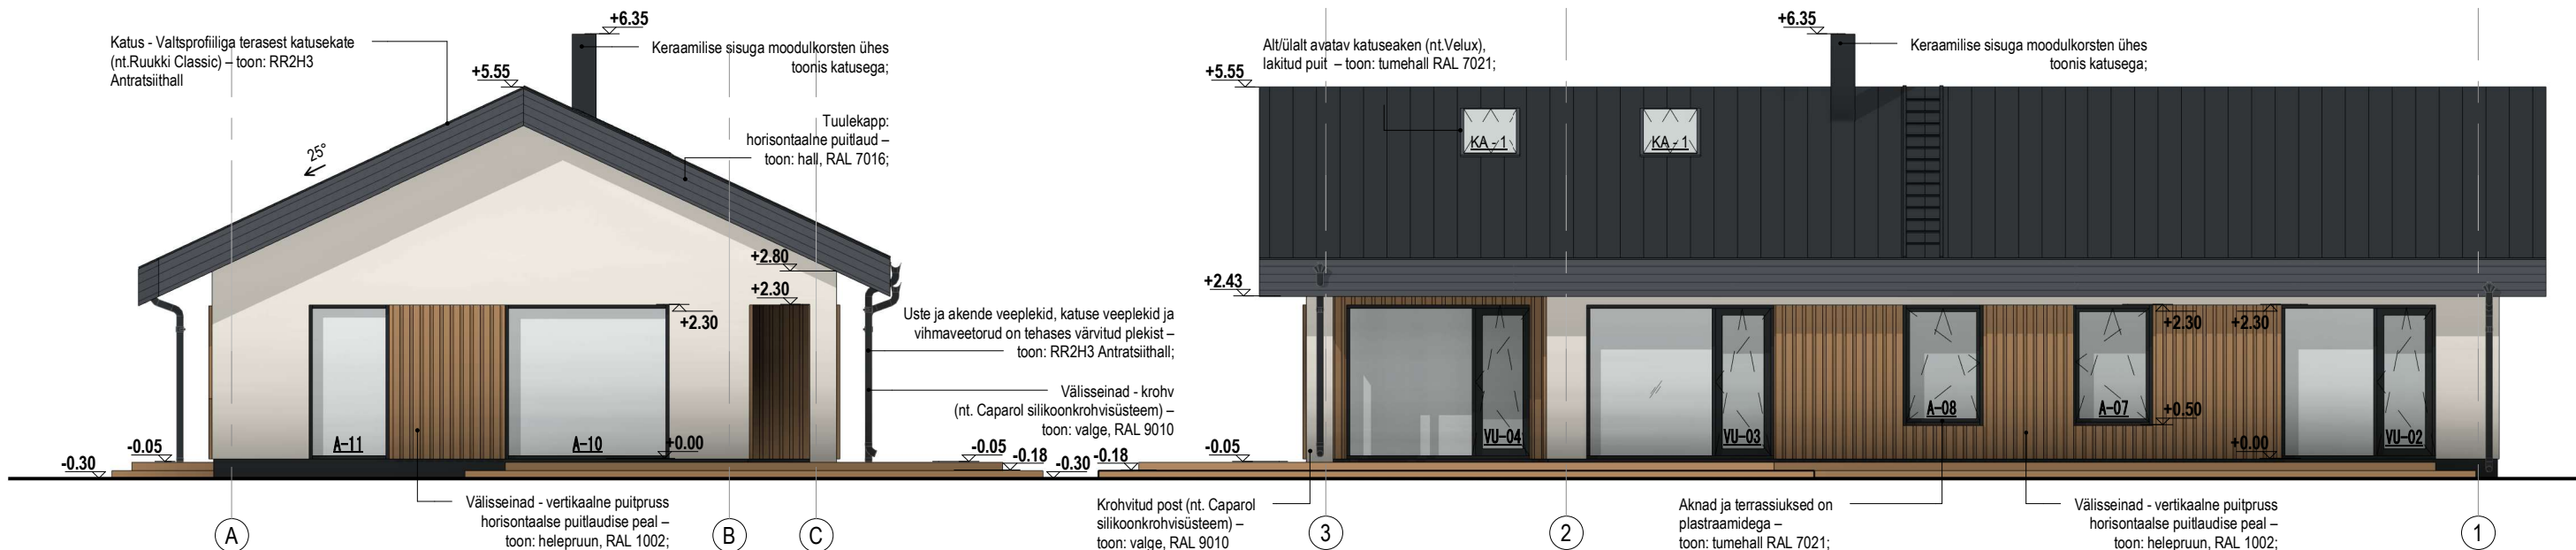 +6.35
Katus - Valtsprofiiliga terasest katusekate
(nt.Ruukki Classic) – toon: RR2H3
Antratsiithall
Keraamilise sisuga moodulkorsten ühes
toonis katusega;
+5.55
Tuulekapp:
horisontaalne puitlaud –
toon: hall, RAL 7016;
25°
+2.80
+2.30
+2.30
Uste ja akende veeplekid, katuse veeplekid ja
vihmaveetorud on tehases värvitud plekist –
toon: RR2H3 Antratsiithall;
Välisseinad - krohv
(nt. Caparol silikoonkrohvisüsteem) –
toon: valge, RAL 9010
A-11
A-10
+0.00
-0.05
-0.30
-0.05
-0.18
-0.30
Välisseinad - vertikaalne puitpruss
horisontaalse puitlaudise peal –
toon: helepruun, RAL 1002;
A
B
C
+6.35
Alt/ülalt avatav katuseaken (nt.Velux),
lakitud puit – toon: tumehall RAL 7021;
Keraamilise sisuga moodulkorsten ühes
toonis katusega;
+5.55
KA - 1
KA - 1
+2.43
+2.30
+2.30
A-08
A-07
+0.50
VU-04
VU-03
VU-02
+0.00
-0.05
-0.18
Krohvitud post (nt. Caparol
silikoonkrohvisüsteem) –
toon: valge, RAL 9010
Aknad ja terrassiuksed on
plastraamidega –
toon: tumehall RAL 7021;
Välisseinad - vertikaalne puitpruss
horisontaalse puitlaudise peal –
toon: helepruun, RAL 1002;
3
2
1